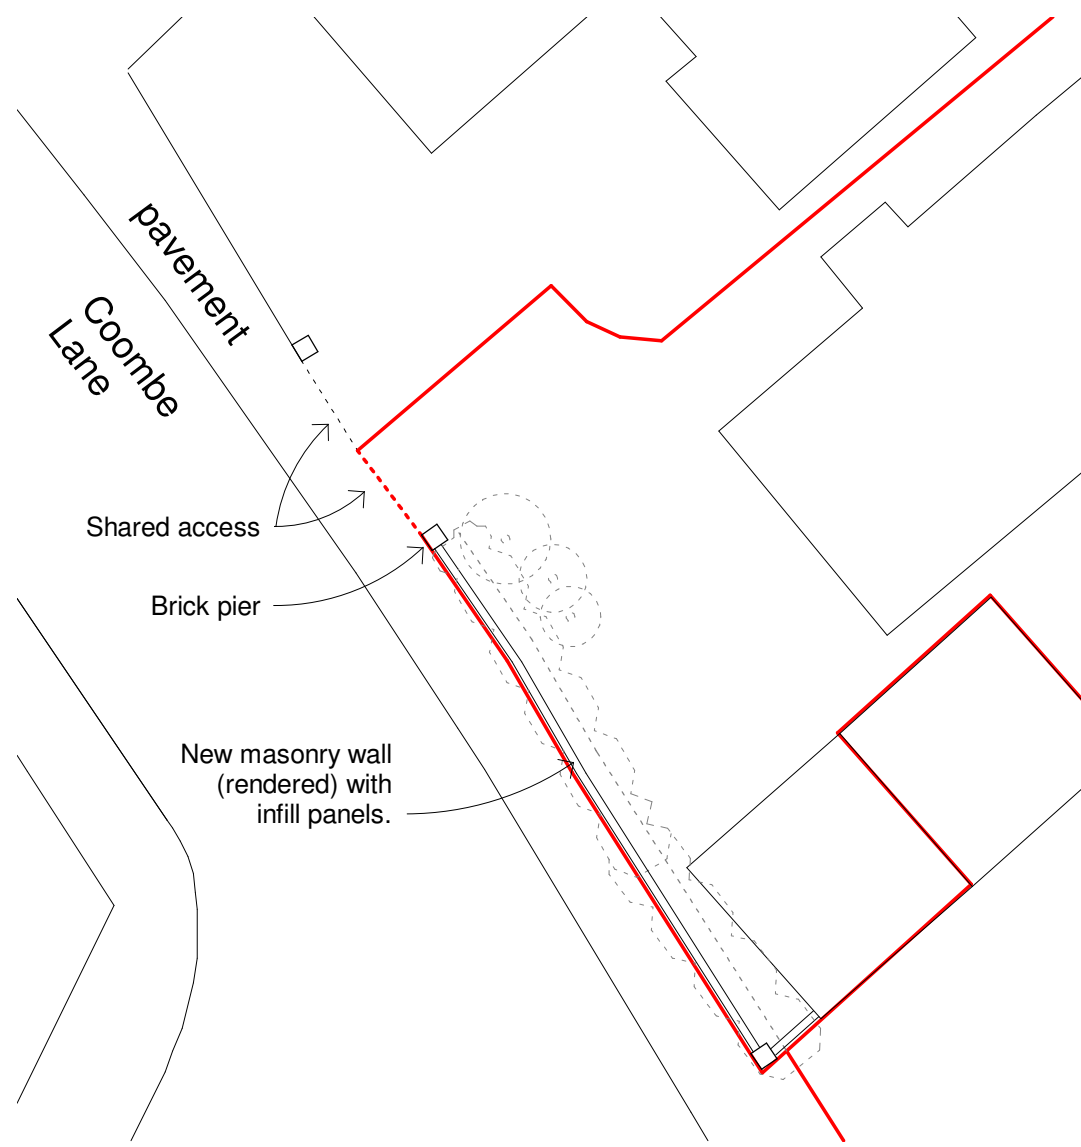 pavement
Coombe
Lane
Shared access
Brick pier
New masonry wall
(rendered) with
infill panels.